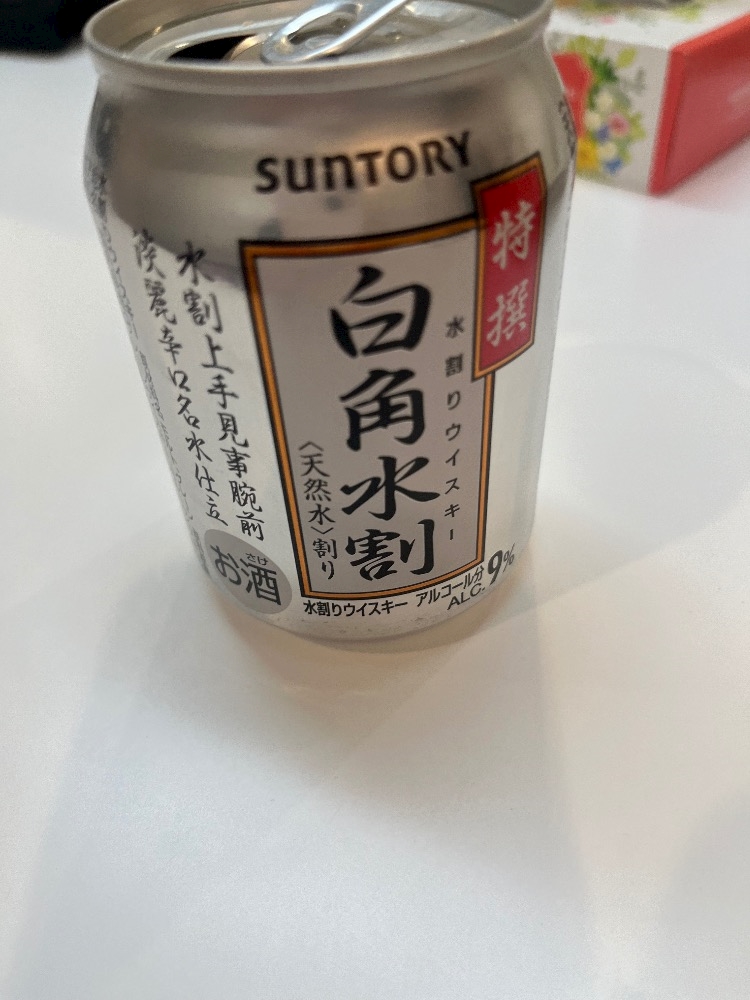 SUNTORY
特撰
水割りウイスキー
白角水割
〈天然水〉割り
水割上手見事腕前
淡麗辛口名水仕立
お酒
さけ
水割りウイスキー アルコール分
ALC. 9%